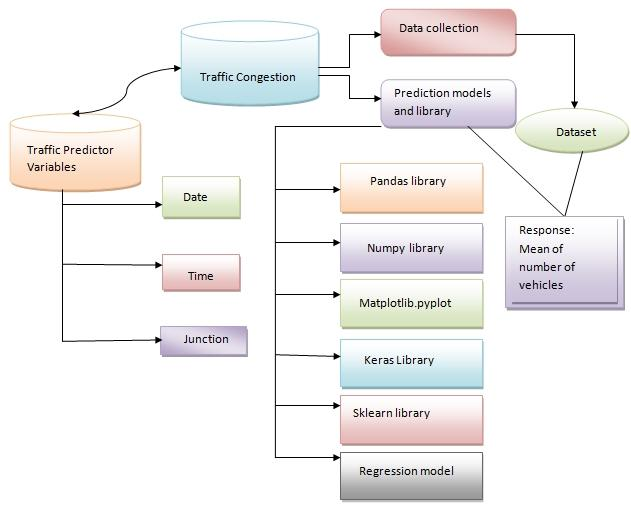 Data collection
Traffic Congestion
Prediction models
and library
Dataset
Traffic Predictor
Variables
Pandas library
Date
Response:
Mean of
number of
vehicles
Numpy library
Time
Matplotlib.pyplot
Junction
Keras Library
Sklearn library
Regression model